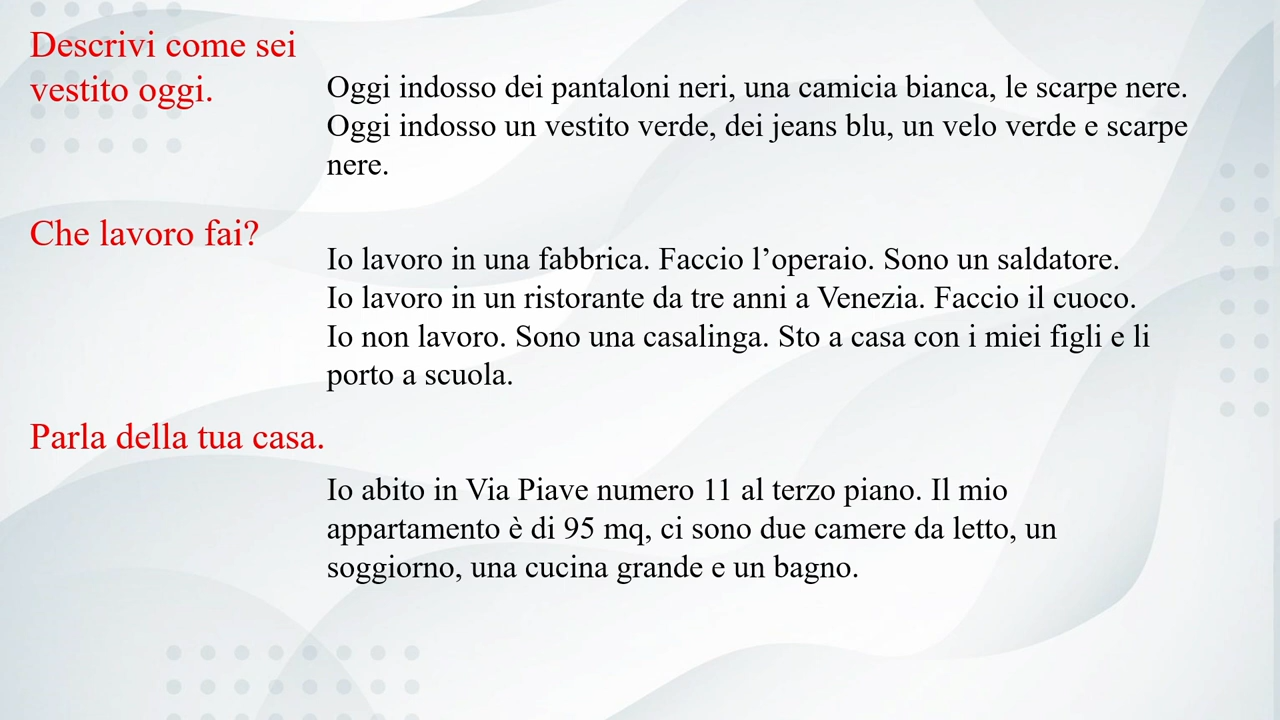 Descrivi come sei
vestito oggi.
Oggi indosso dei pantaloni neri, una camicia bianca, le scarpe nere.
Oggi indosso un vestito verde, dei jeans blu, un velo verde e scarpe
nere.
Che lavoro fai?
Io lavoro in una fabbrica. Faccio l’operaio. Sono un saldatore.
Io lavoro in un ristorante da tre anni a Venezia. Faccio il cuoco.
Io non lavoro. Sono una casalinga. Sto a casa con i miei figli e li
porto a scuola.
Parla della tua casa.
Io abito in Via Piave numero 11 al terzo piano. Il mio
appartamento è di 95 mq, ci sono due camere da letto, un
soggiorno, una cucina grande e un bagno.